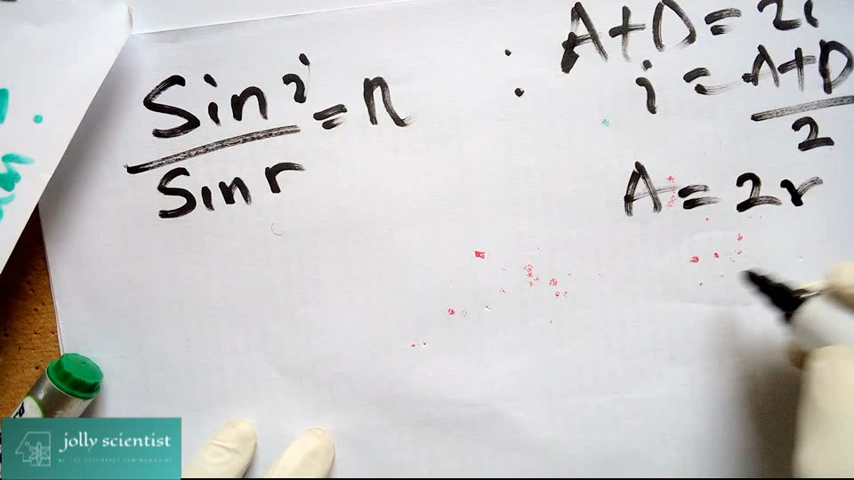 A+D=2i
Sin i
= n
Sin r
i = A+D
2
A = 2r
jolly scientist